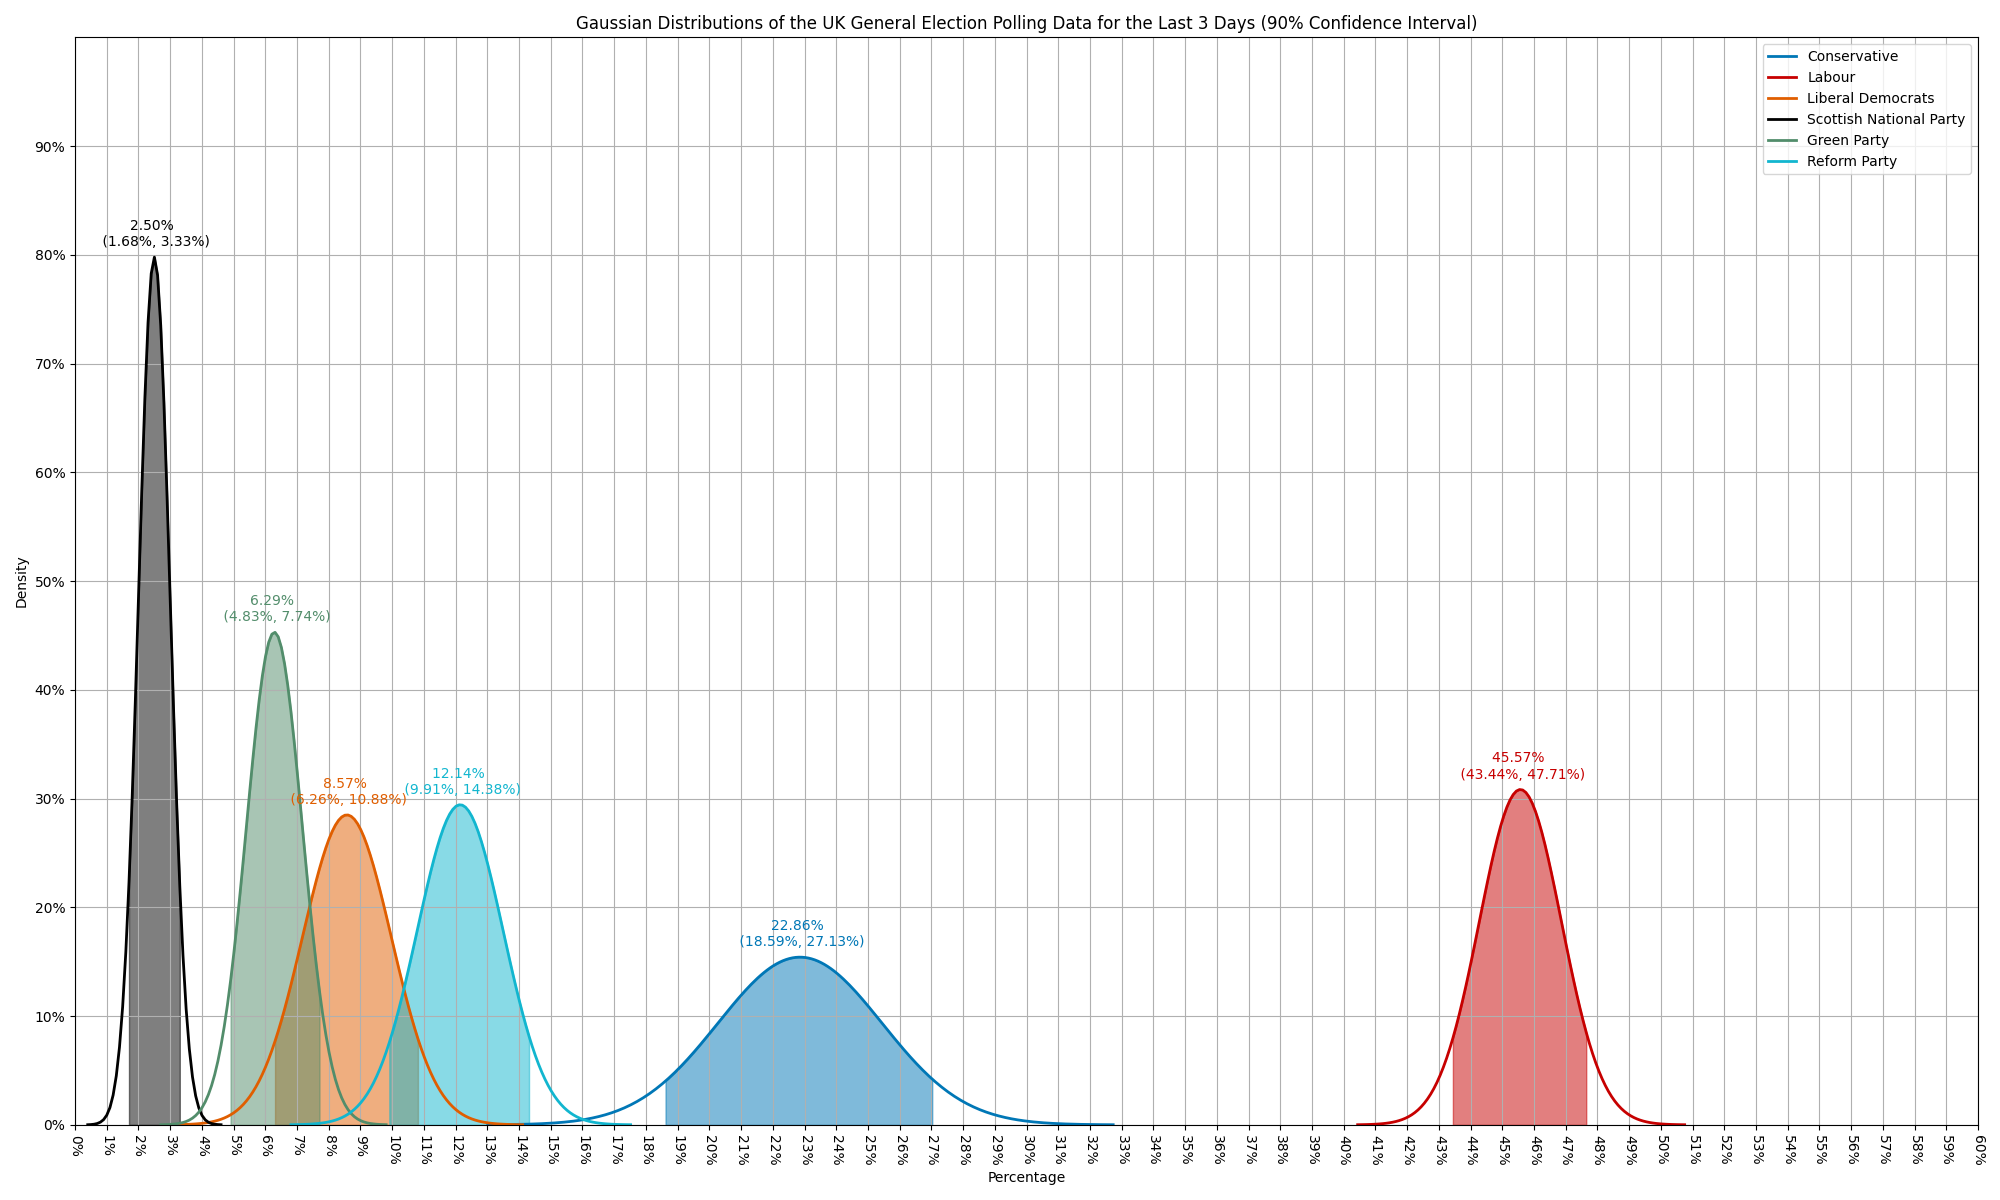 Gaussian Distributions of the UK General Election Polling Data for the Last 3 Days (90% Confidence Interval)
Conservative
Labour
Liberal Democrats
Scottish National Party
Green Party
Reform Party
90%
80%
70%
60%
50%
40%
30%
20%
10%
0%
Density
2.50%
(1.68%, 3.33%)
6.29%
(4.83%, 7.74%)
8.57%
(6.26%, 10.88%)
12.14%
(9.91%, 14.38%)
22.86%
(18.59%, 27.13%)
45.57%
(43.44%, 47.71%)
0% 1% 2% 3% 4% 5% 6% 7% 8% 9% 10% 11% 12% 13% 14% 15% 16% 17% 18% 19% 20% 21% 22% 23% 24% 25% 26% 27% 28% 29% 30% 31% 32% 33% 34% 35% 36% 37% 38% 39% 40% 41% 42% 43% 44% 45% 46% 47% 48% 49% 50% 51% 52% 53% 54% 55% 56% 57% 58% 59% 60%
Percentage